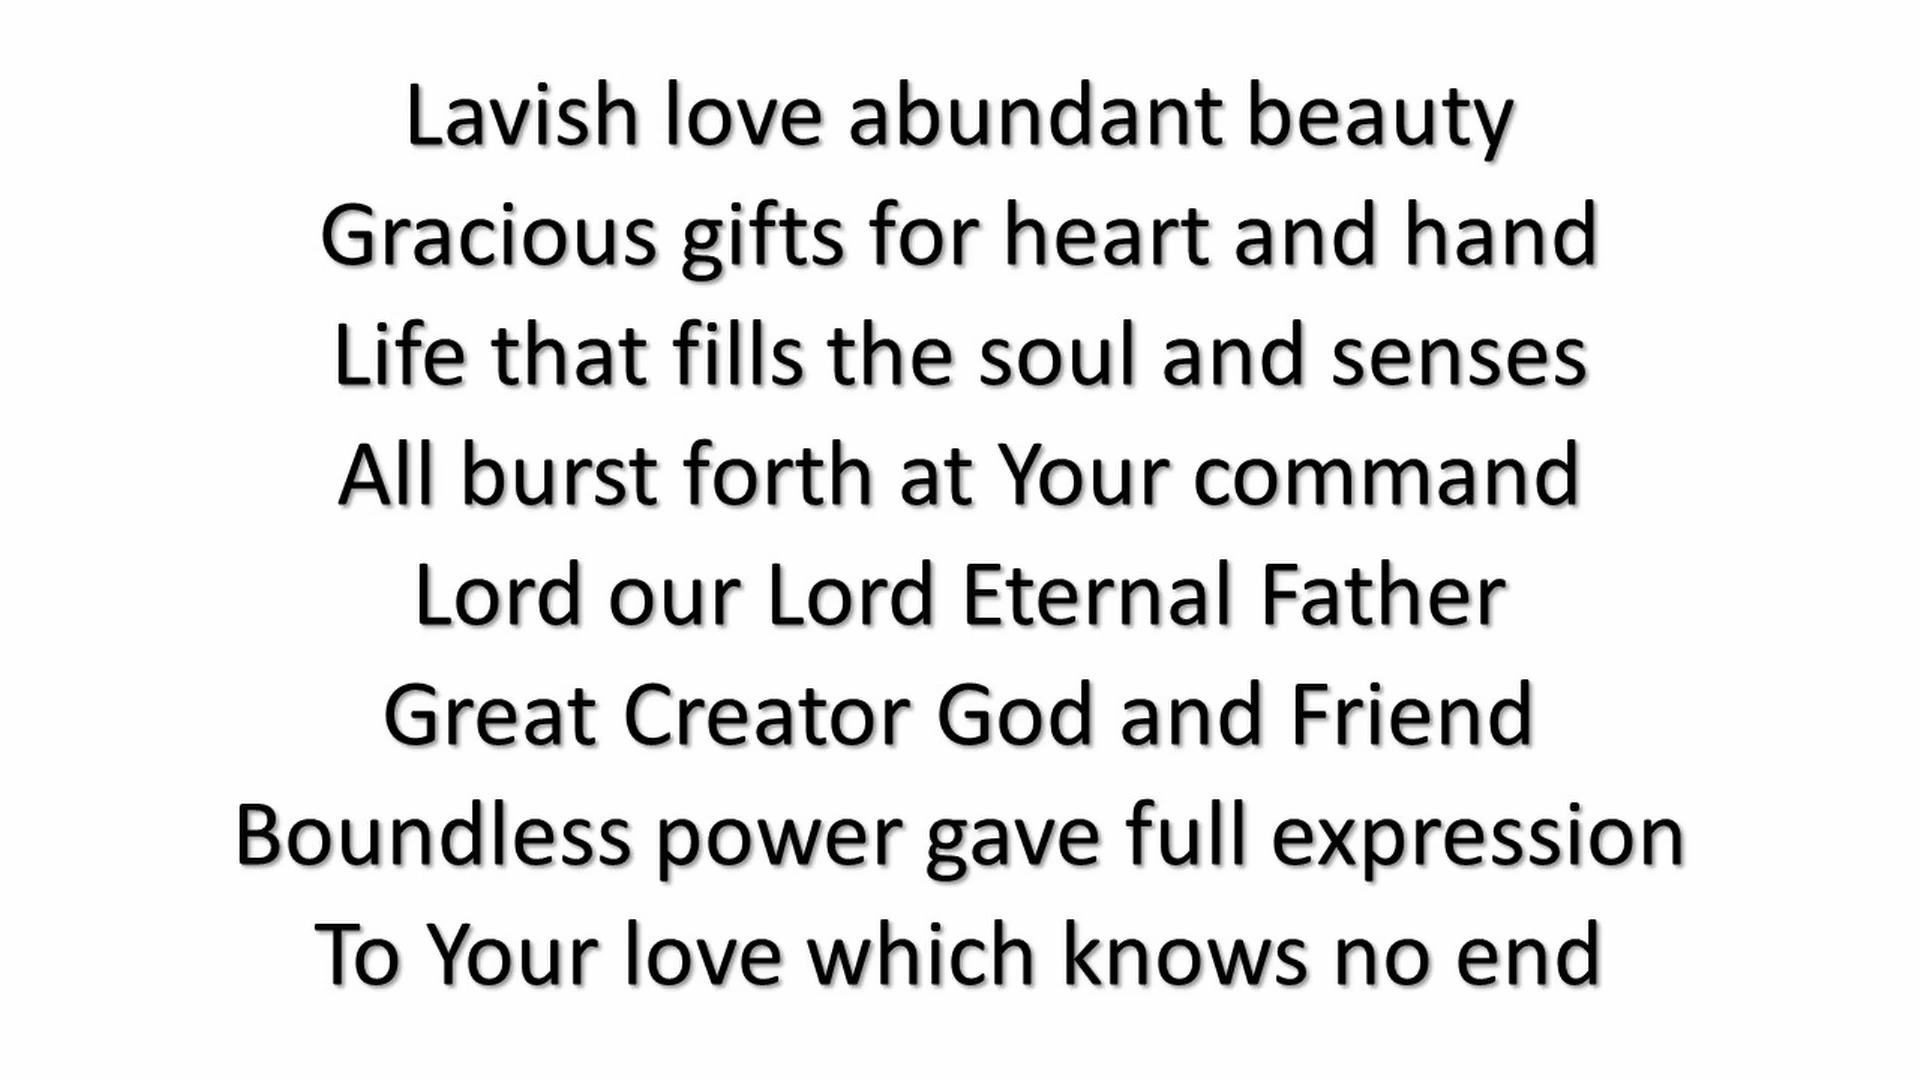 Lavish love abundant beauty
Gracious gifts for heart and hand
Life that fills the soul and senses
All burst forth at Your command
Lord our Lord Eternal Father
Great Creator God and Friend
Boundless power gave full expression
To Your love which knows no end